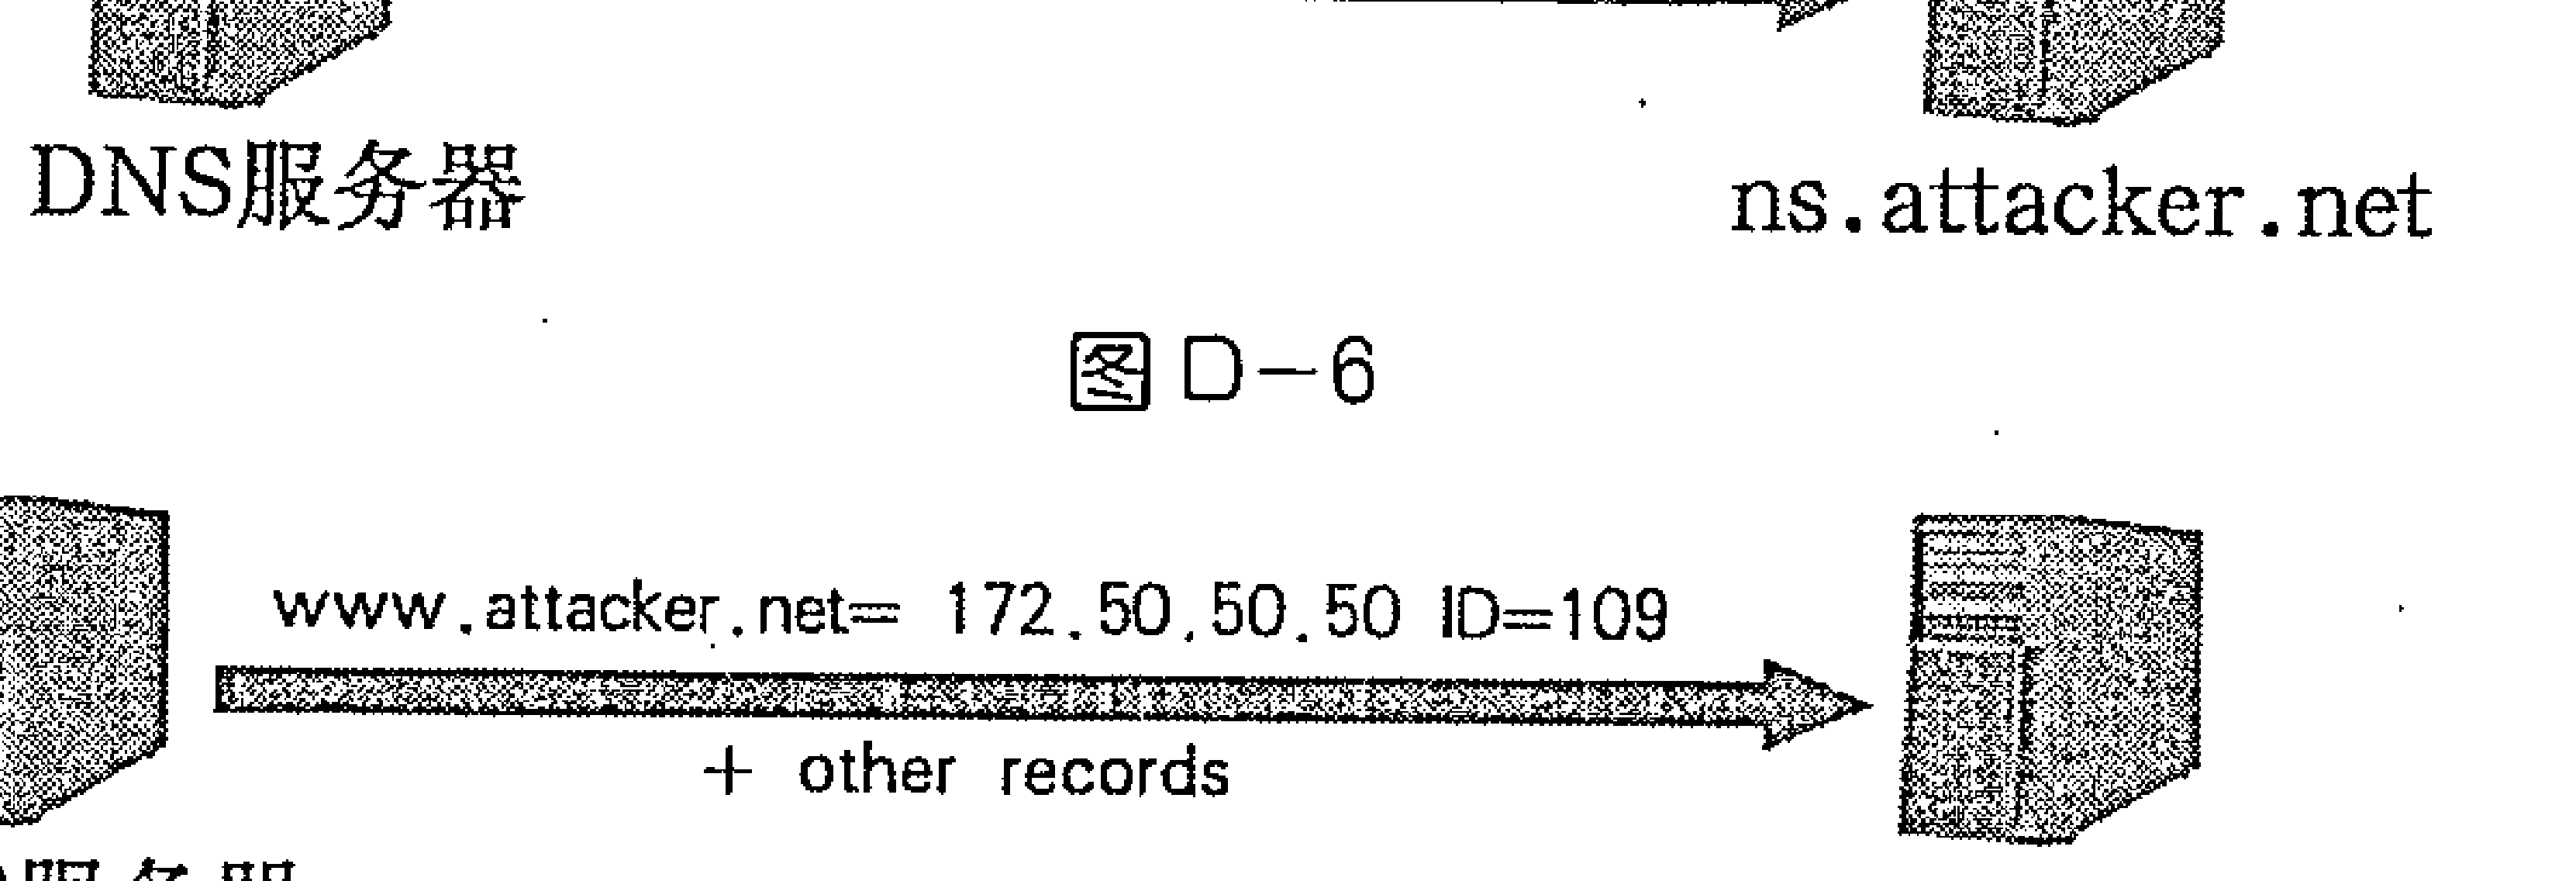 DNS服务器
ns.attacker.net
图 D-6
www.attacker.net= 172.50.50.50 ID=109
+ other records